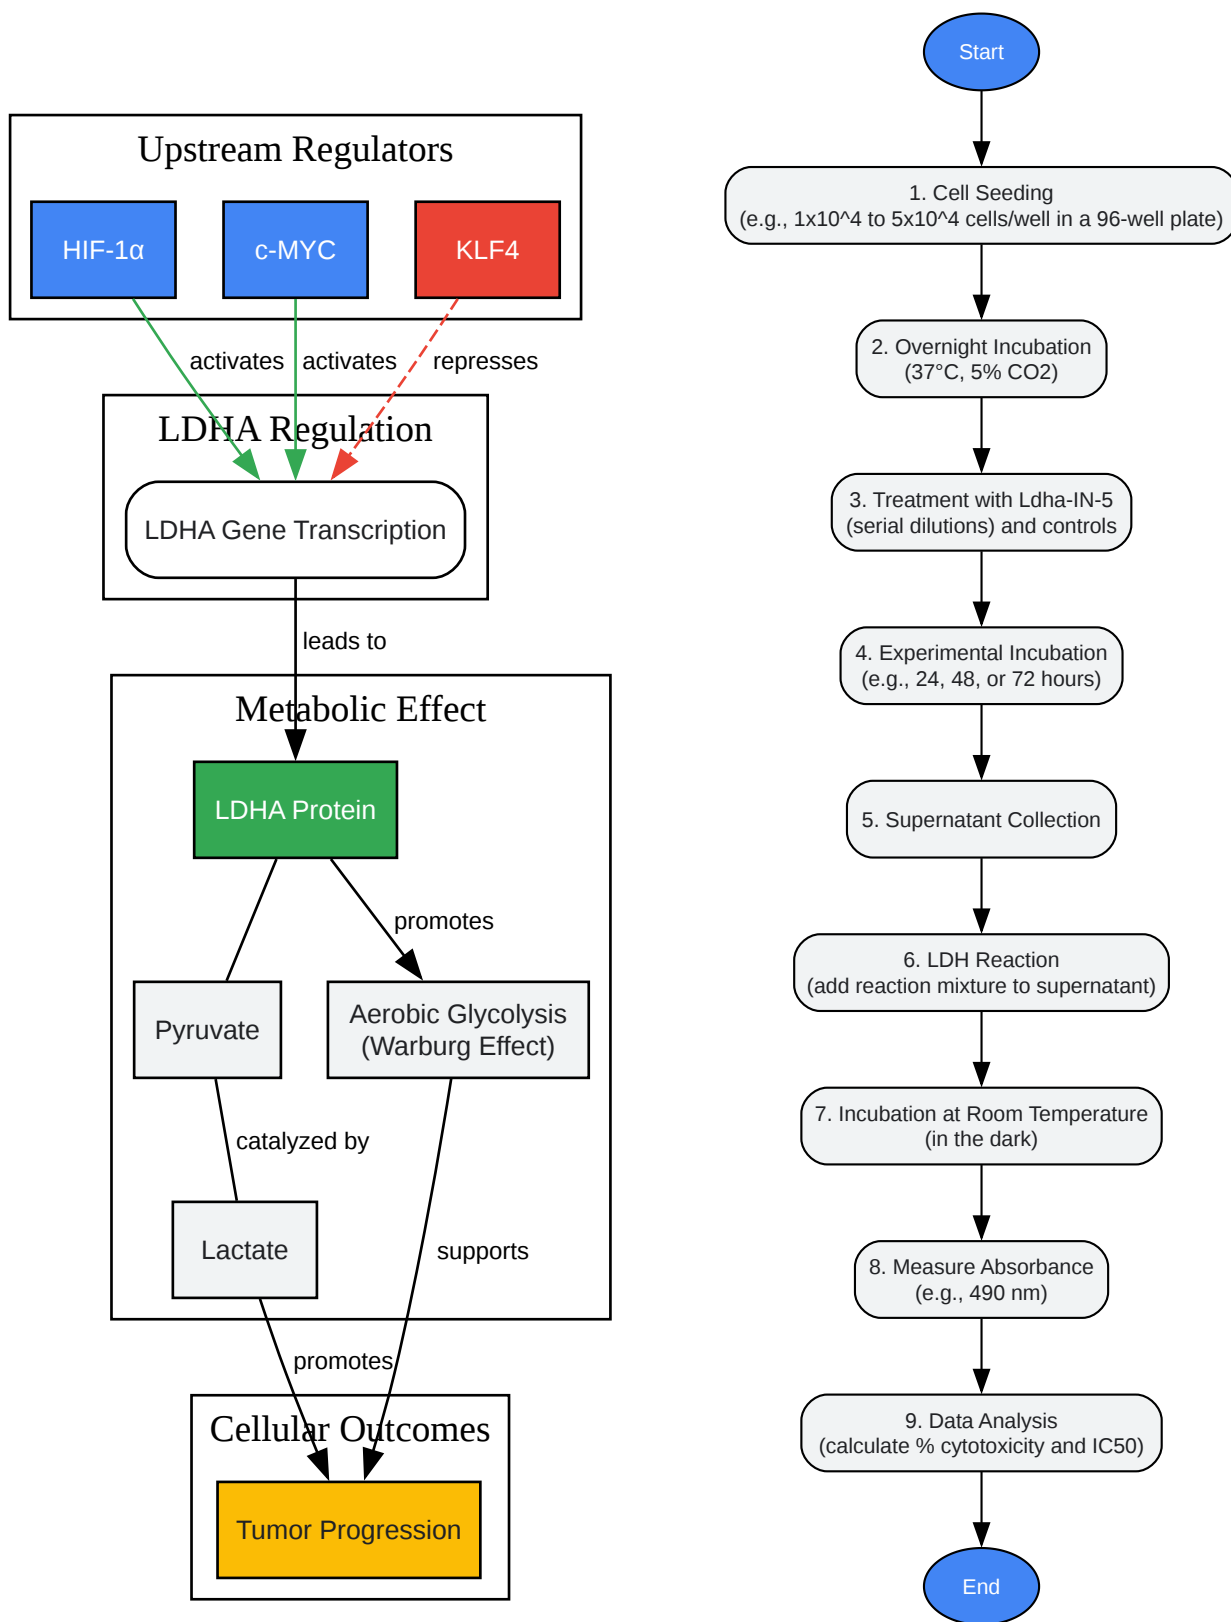 Upstream Regulators
HIF-1α
c-MYC
KLF4
activates
activates
represses
LDHA Regulation
LDHA Gene Transcription
leads to
Metabolic Effect
LDHA Protein
promotes
Pyruvate
Aerobic Glycolysis
(Warburg Effect)
catalyzed by
Lactate
supports
promotes
Cellular Outcomes
Tumor Progression
Start
1. Cell Seeding
(e.g., 1x10^4 to 5x10^4 cells/well in a 96-well plate)
2. Overnight Incubation
(37°C, 5% CO2)
3. Treatment with Ldha-IN-5
(serial dilutions) and controls
4. Experimental Incubation
(e.g., 24, 48, or 72 hours)
5. Supernatant Collection
6. LDH Reaction
(add reaction mixture to supernatant)
7. Incubation at Room Temperature
(in the dark)
8. Measure Absorbance
(e.g., 490 nm)
9. Data Analysis
(calculate % cytotoxicity and IC50)
End